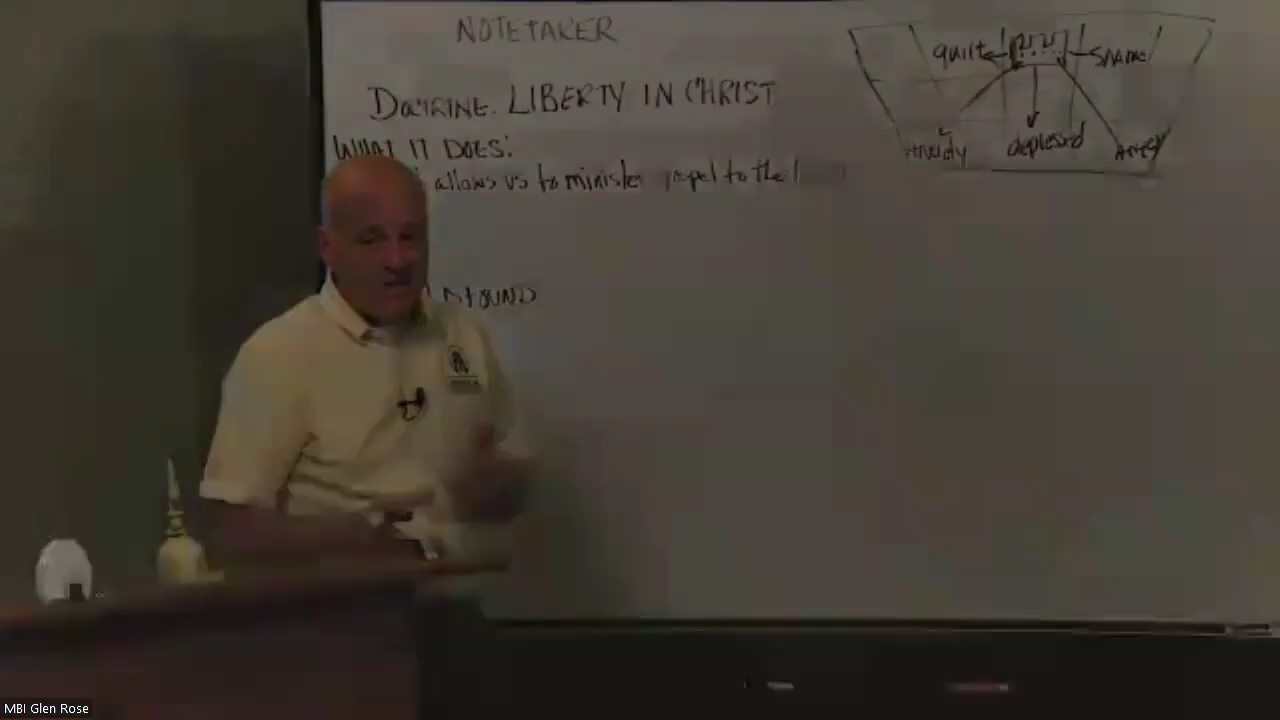 NOTETAKER
DOCTRINE: LIBERTY IN CHRIST
WHAT IT DOES:
allows us to minister gospel to the
guilt
shame
depressed
MBI Glen Rose